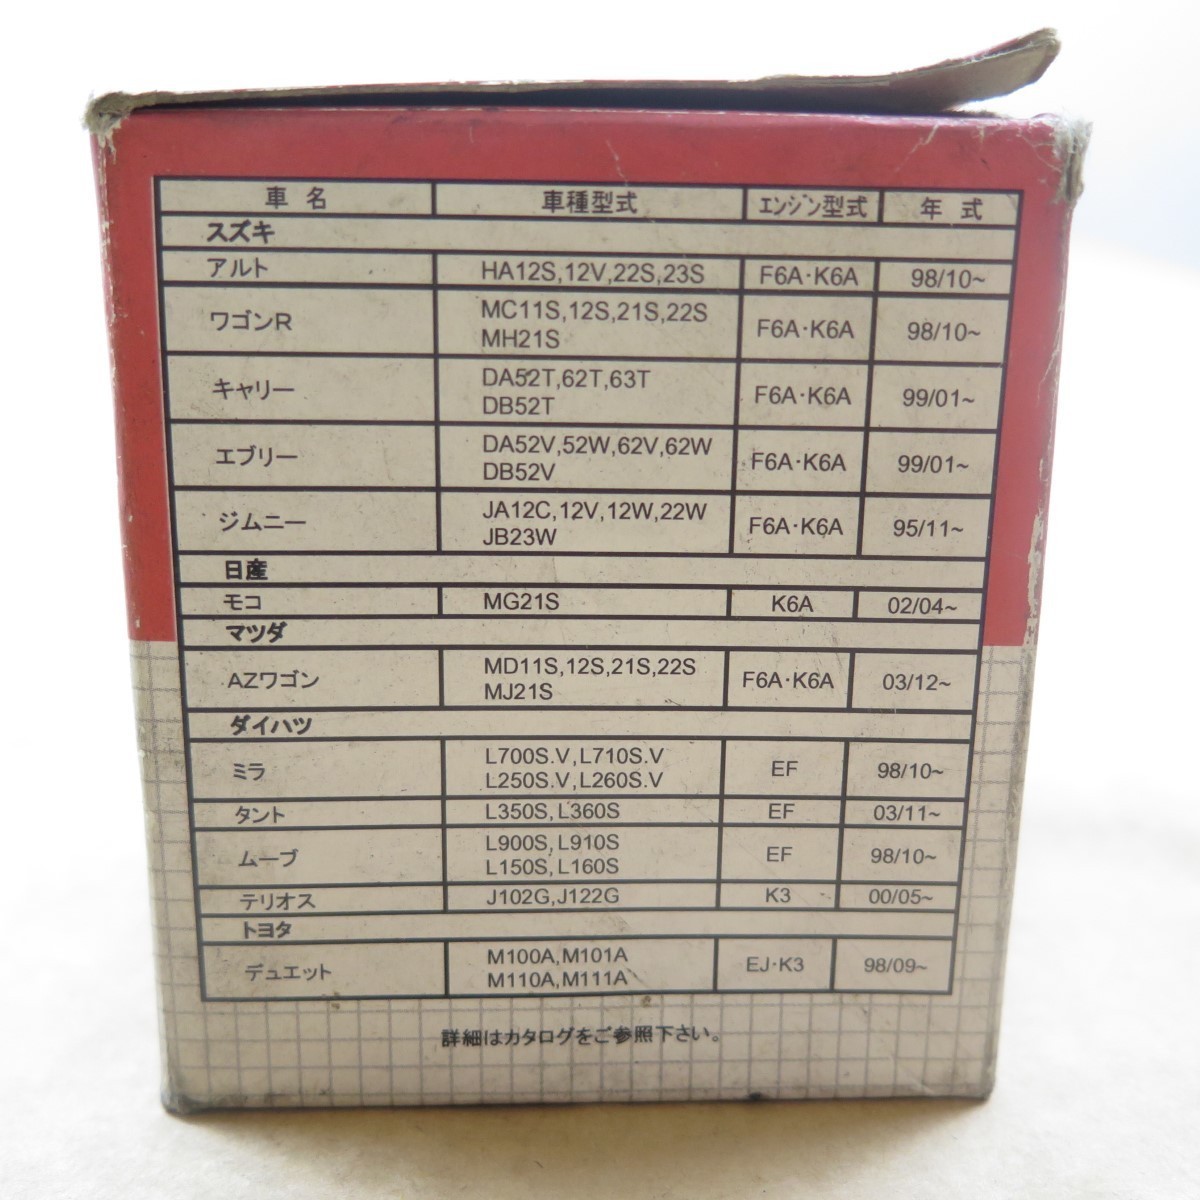 車名 車種型式 エンジン型式 年式
スズキ
アルト HA12S,12V,22S,23S F6A・K6A 98/10~
ワゴンR MC11S,12S,21S,22S F6A・K6A 98/10~
MH21S
キャリー DA52T,62T,63T F6A・K6A 99/01~
DB52T
エブリー DA52V,52W,62V,62W F6A・K6A 99/01~
DB52V
ジムニー JA12C,12V,12W,22W F6A・K6A 95/11~
JB23W
日産
モコ MG21S K6A 02/04~
マツダ
AZワゴン MD11S,12S,21S,22S F6A・K6A 03/12~
MJ21S
ダイハツ
ミラ L700S.V,L710S.V EF 98/10~
L250S.V,L260S.V
タント L350S,L360S EF 03/11~
ムーブ L900S,L910S EF 98/10~
L150S,L160S
テリオス J102G,J122G K3 00/05~
トヨタ
デュエット M100A,M101A EJ・K3 98/09~
M110A,M111A
詳細はカタログをご参照下さい。